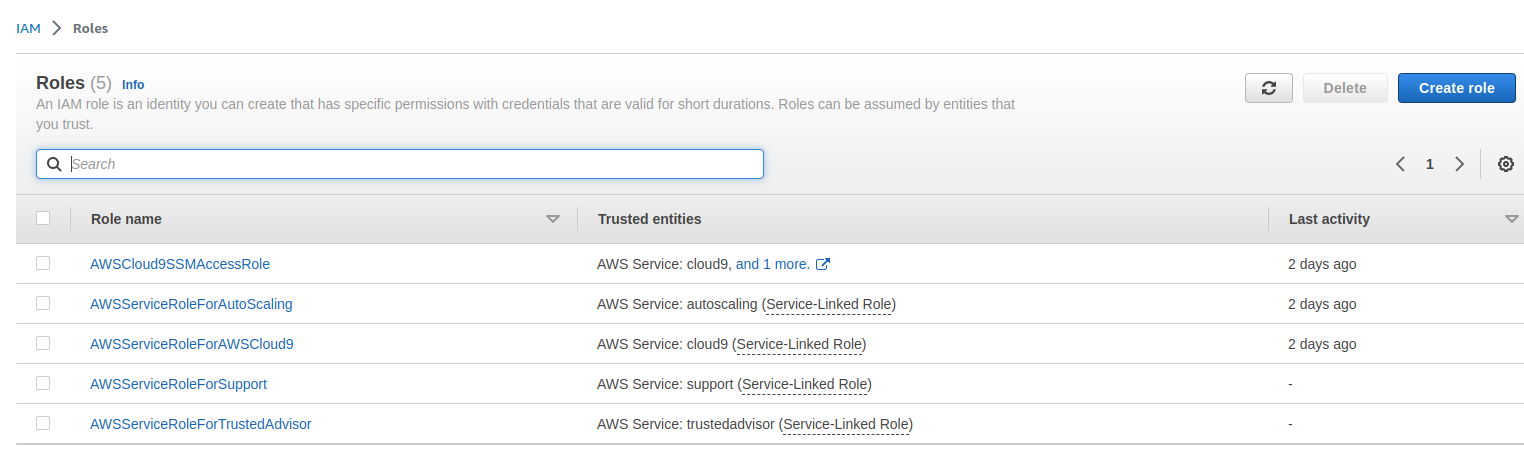 IAM > Roles
Roles (5) Info
An IAM role is an identity you can create that has specific permissions with credentials that are valid for short durations. Roles can be assumed by entities that
you trust.
Delete
Create role
Search
1
Role name Trusted entities Last activity
AWSCloud9SSMAccessRole AWS Service: cloud9, and 1 more. 2 days ago
AWSServiceRoleForAutoScaling AWS Service: autoscaling (Service-Linked Role) 2 days ago
AWSServiceRoleForAWSCloud9 AWS Service: cloud9 (Service-Linked Role) 2 days ago
AWSServiceRoleForSupport AWS Service: support (Service-Linked Role) -
AWSServiceRoleForTrustedAdvisor AWS Service: trustedadvisor (Service-Linked Role) -